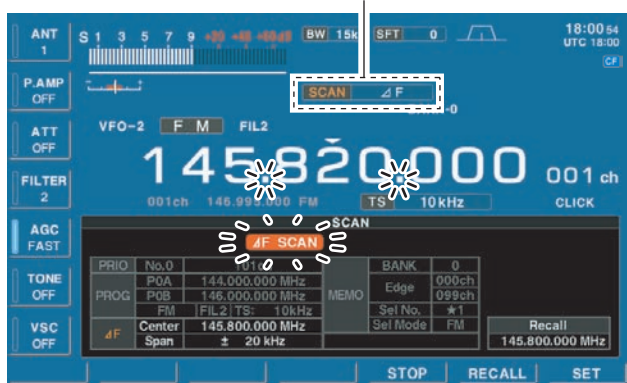 ANT
1
S 1 3 5 7 9 +20 +40 +60dB
BW 15k
SFT 0
18:00 54
UTC 18:00
CF
P.AMP
OFF
SCAN ⊿F
VFO-2 F M FIL2
ATT
OFF
145.820.000
001 ch
FILTER
2
001ch 146.995.000 FM
TS 10kHz
CLICK
AGC
FAST
SCAN
⊿F SCAN
PRIO No.0
BANK 0
PROG
P0A 144.000.000 MHz
P0B 146.000.000 MHz
FM FIL2 TS: 10kHz
MEMO
Edge 000ch
099ch
Sel No. ★1
Sel Mode FM
TONE
OFF
⊿F
Center 145.800.000 MHz
Span ± 20 kHz
Recall
145.800.000 MHz
VSC
OFF
STOP RECALL SET